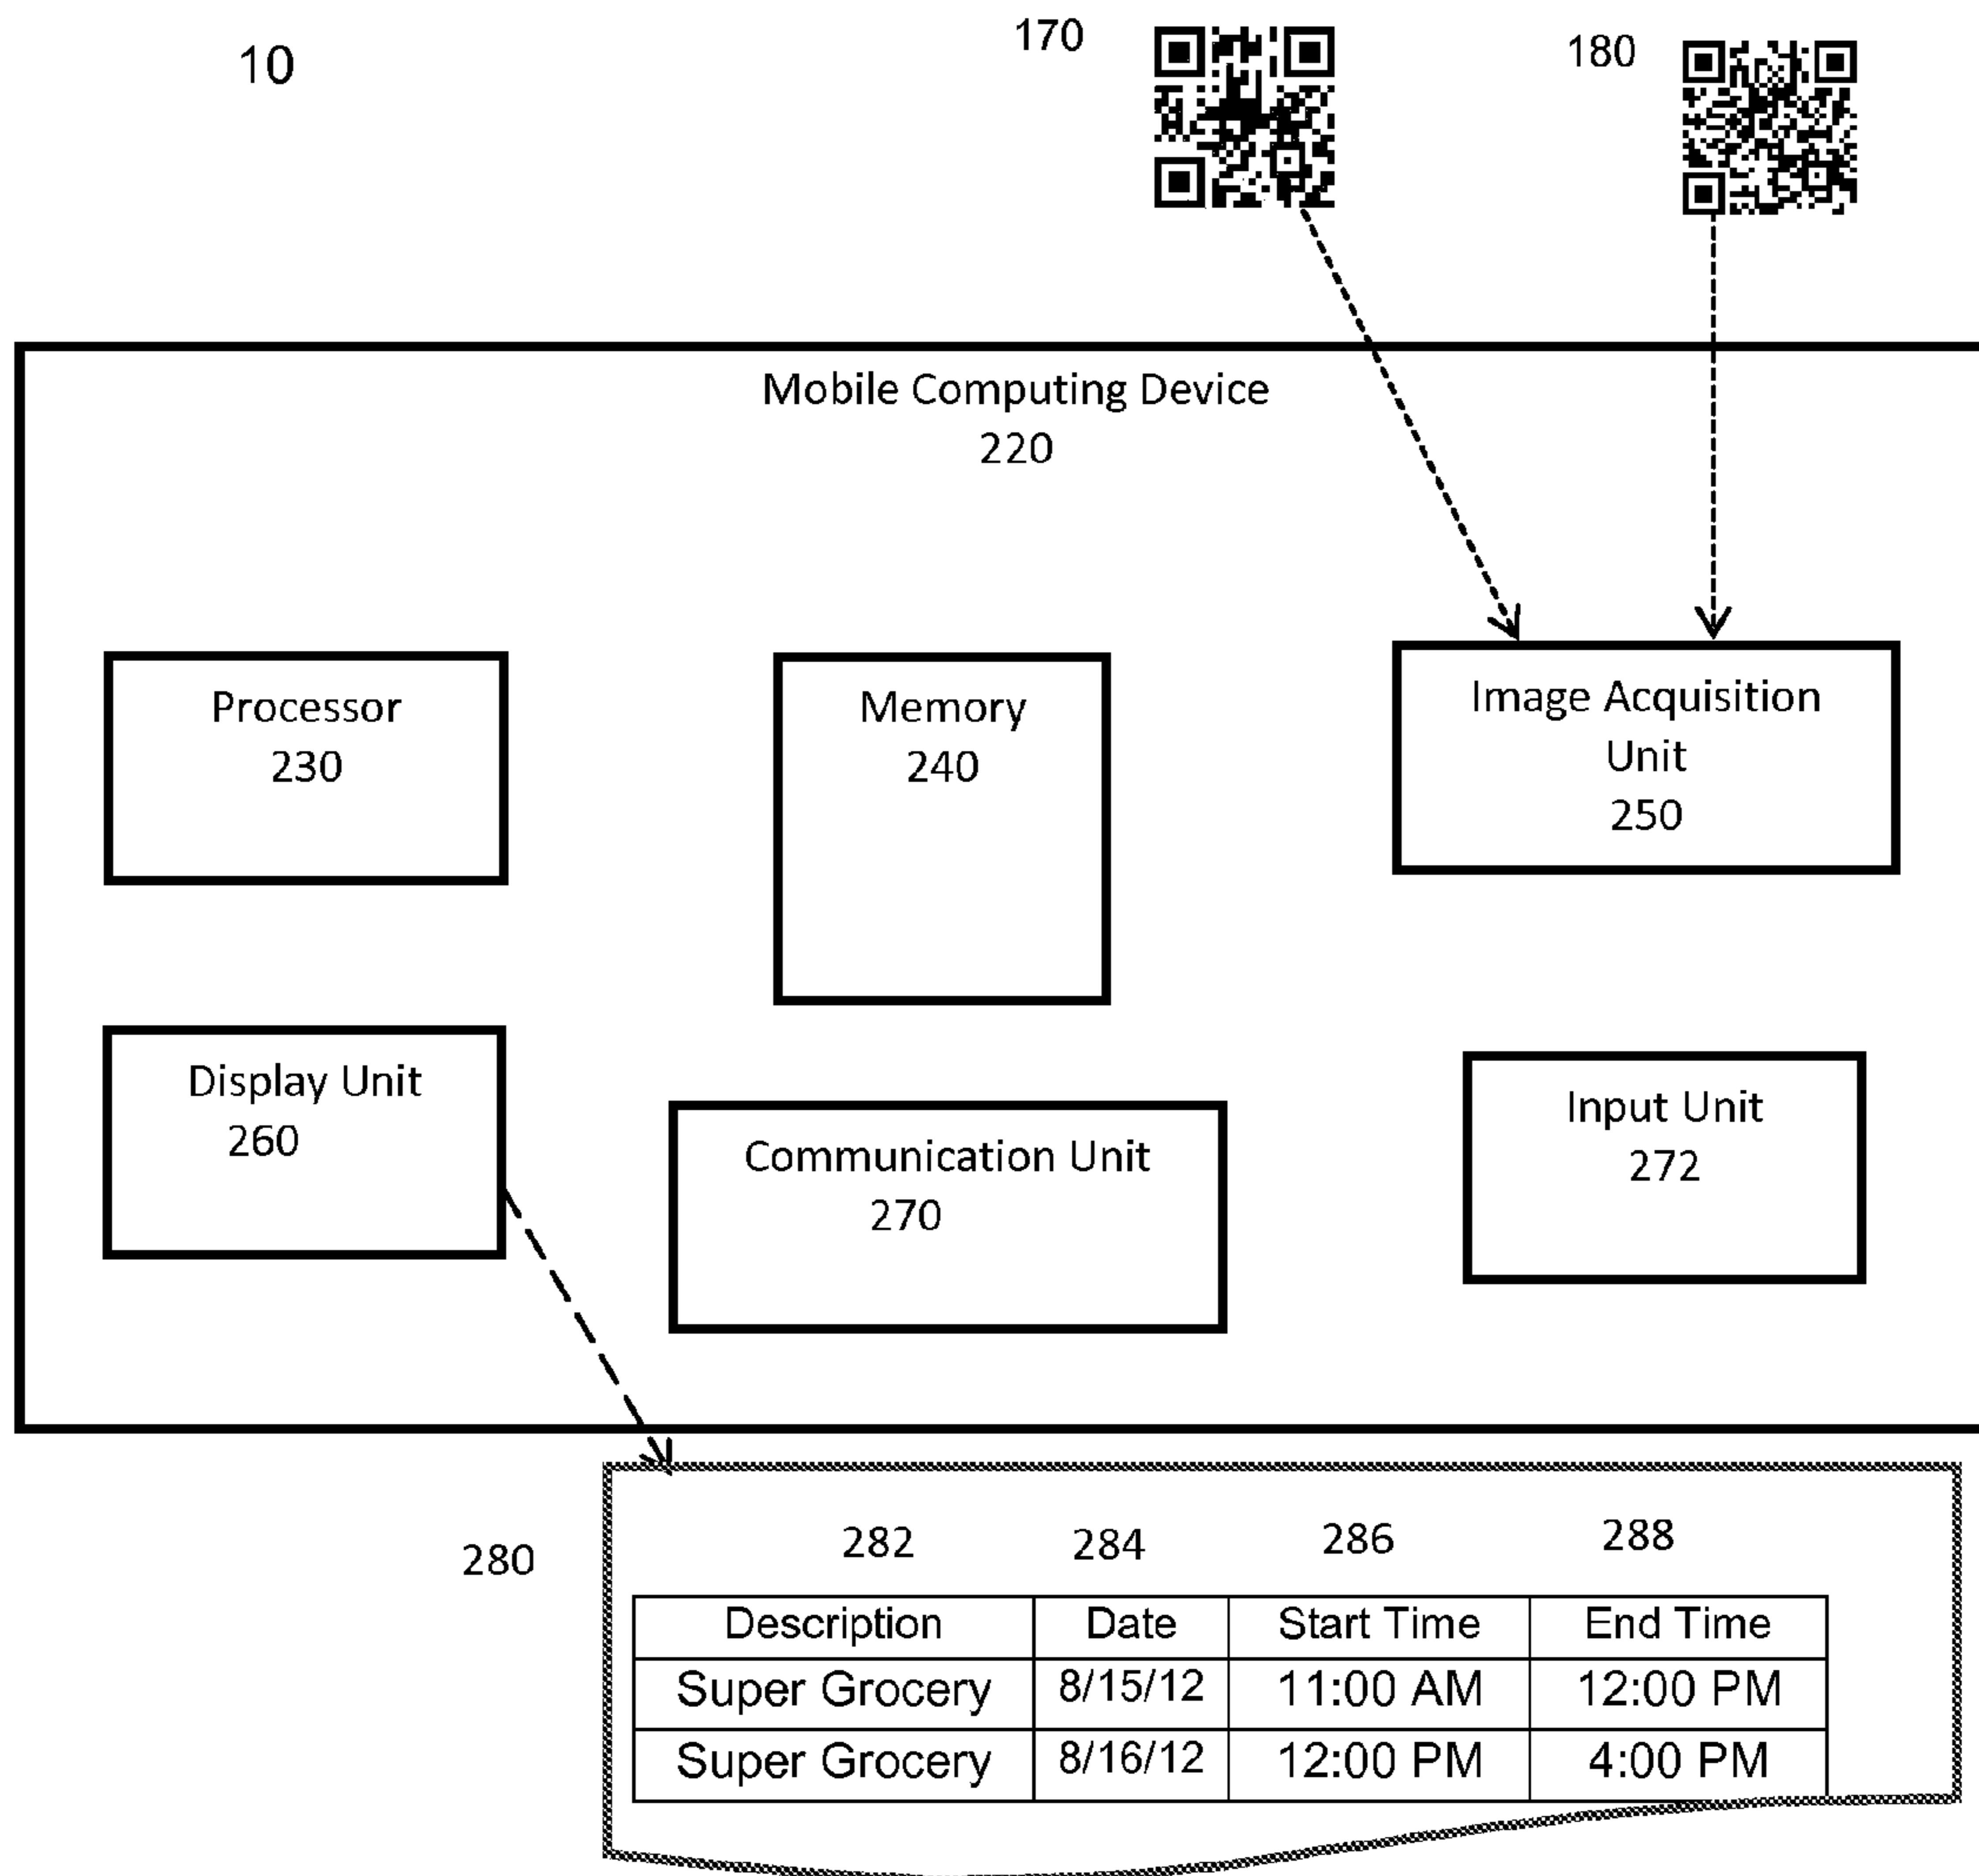 10
170
180
Mobile Computing Device
220
Processor
230
Memory
240
Image Acquisition
Unit
250
Display Unit
260
Communication Unit
270
Input Unit
272
280
282 284 286 288
Description Date Start Time End Time
Super Grocery 8/15/12 11:00 AM 12:00 PM
Super Grocery 8/16/12 12:00 PM 4:00 PM